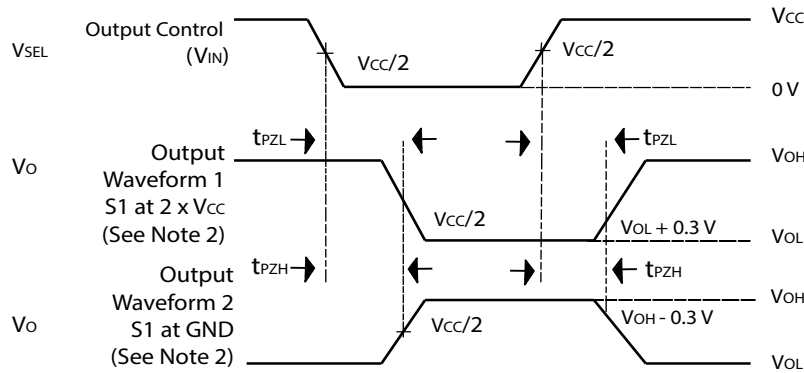 Output Control
(VIN)
VSEL
VCC/2
VCC/2
VCC
0 V
tPZL
tPZL
VO
Output
Waveform 1
S1 at 2 x VCC
(See Note 2)
VCC/2
VOL + 0.3 V
VOH
VOL
tPZH
tPZH
VO
Output
Waveform 2
S1 at GND
(See Note 2)
VCC/2
VOH - 0.3 V
VOH
VOL